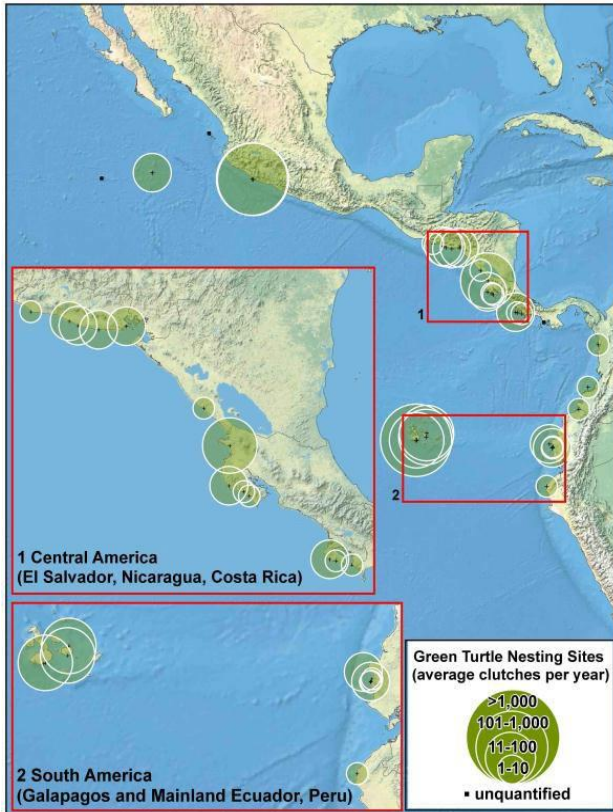 1
2
1 Central America
(El Salvador, Nicaragua, Costa Rica)
2 South America
(Galapagos and Mainland Ecuador, Peru)
Green Turtle Nesting Sites
(average clutches per year)
>1,000
101-1,000
11-100
1-10
unquantified